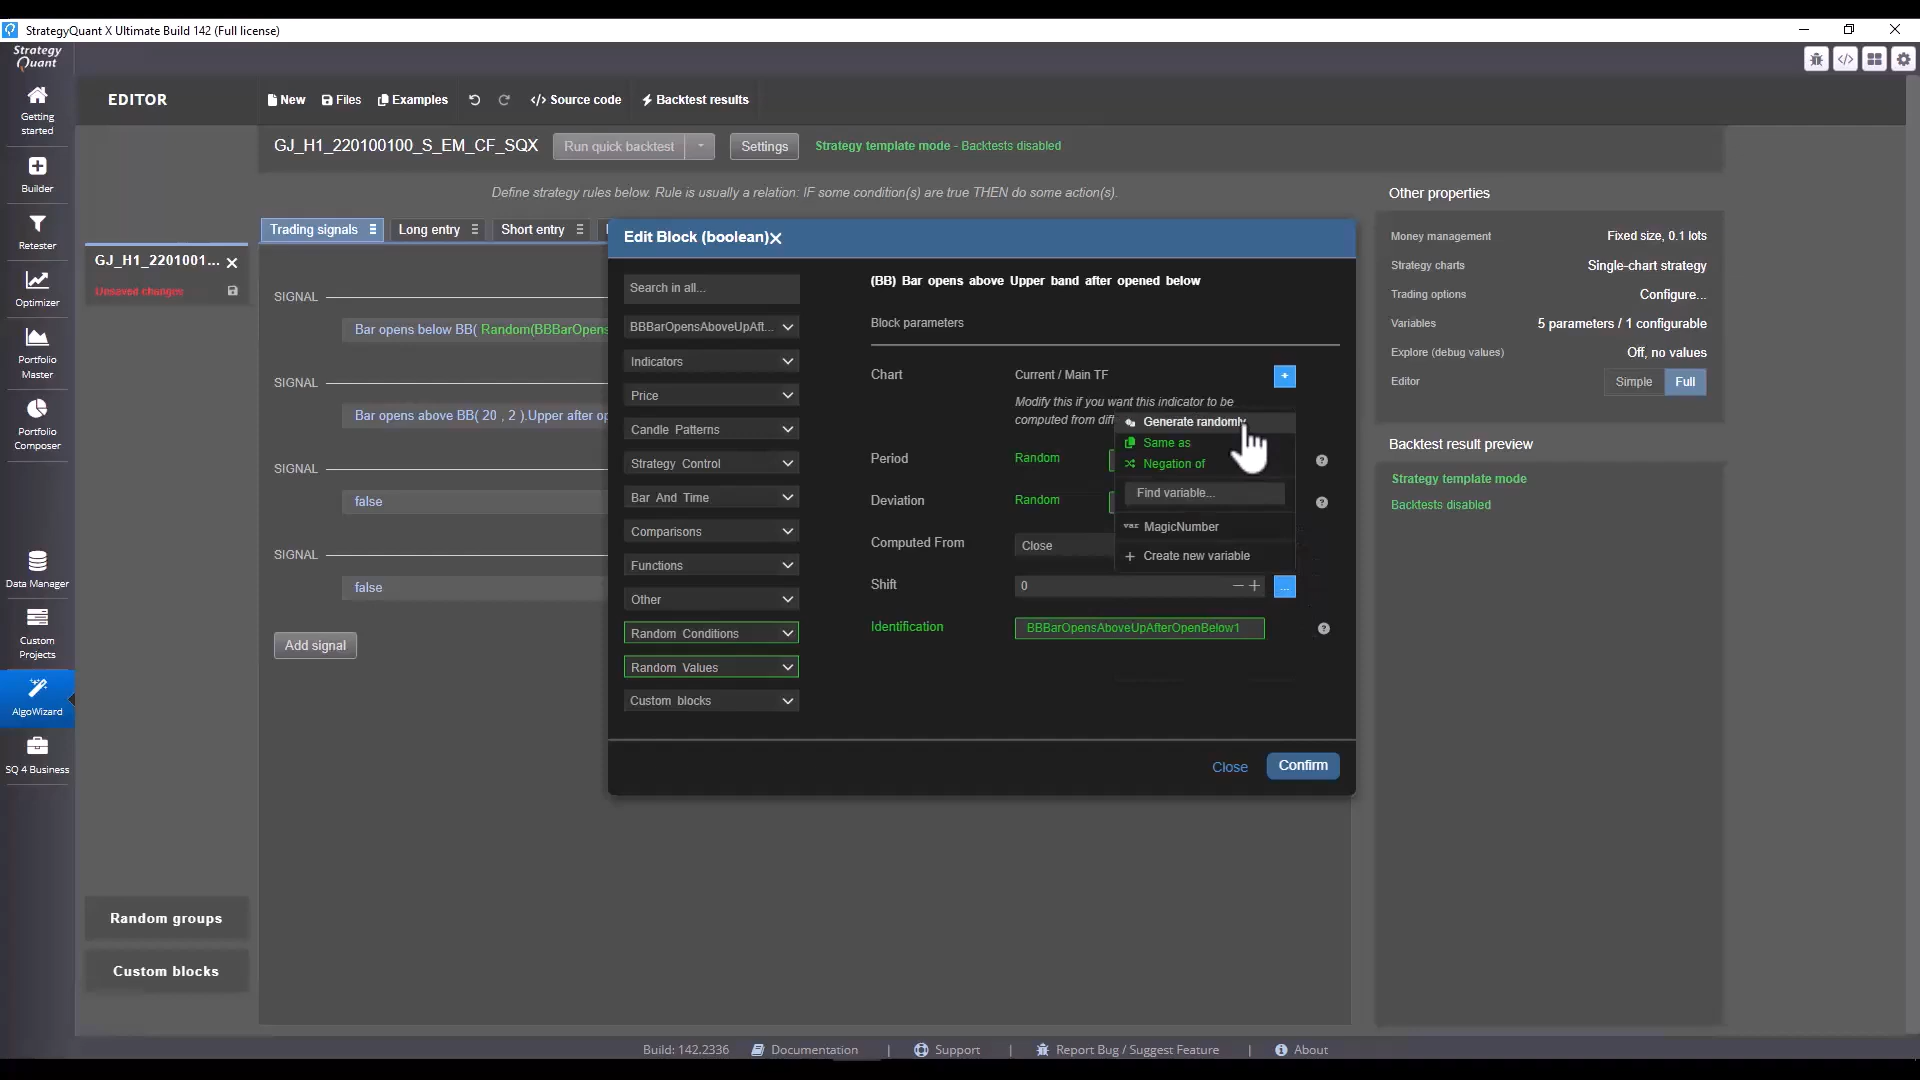 StrategyQuant X Ultimate Build 142 (Full license)
Strategy
Quant
Getting
started
Builder
Retester
Optimizer
Portfolio
Master
Portfolio
Composer
Data Manager
Custom
Projects
AlgoWizard
SQ 4 Business
EDITOR
New
Files
Examples
</> Source code
Backtest results
GJ_H1_220100100_S_EM_CF_SQX
Run quick backtest
Settings
Strategy template mode - Backtests disabled
Define strategy rules below. Rule is usually a relation: IF some condition(s) are true THEN do some action(s).
GJ_H1_2201001...
Unsaved changes
Trading signals
Long entry
Short entry
SIGNAL
Bar opens below BB( Random(BBBarOpens
SIGNAL
Bar opens above BB( 20 , 2 ).Upper after op
SIGNAL
false
SIGNAL
false
Add signal
Random groups
Custom blocks
Edit Block (boolean)
Search in all...
BBBarOpensAboveUpAft...
Indicators
Price
Candle Patterns
Strategy Control
Bar And Time
Comparisons
Functions
Other
Random Conditions
Random Values
Custom blocks
(BB) Bar opens above Upper band after opened below
Block parameters
Chart
Current / Main TF
Modify this if you want this indicator to be
computed from diff
Period
Random
Deviation
Random
Computed From
Close
Shift
0
...
Identification
BBBarOpensAboveUpAfterOpenBelow1
Generate randomly
Same as
Negation of
Find variable...
var MagicNumber
+ Create new variable
Close
Confirm
Other properties
Money management
Fixed size, 0.1 lots
Strategy charts
Single-chart strategy
Trading options
Configure...
Variables
5 parameters / 1 configurable
Explore (debug values)
Off, no values
Editor
Simple
Full
Backtest result preview
Strategy template mode
Backtests disabled
Build: 142.2336
Documentation
|
Support
|
Report Bug / Suggest Feature
|
About